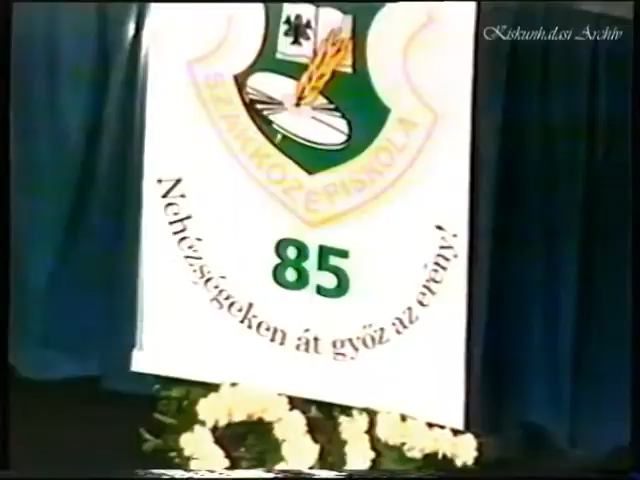 Kiskunhalasi Archív
SZAKKÖZÉPISKOLA
85
Nehézségeken át győz az erény!